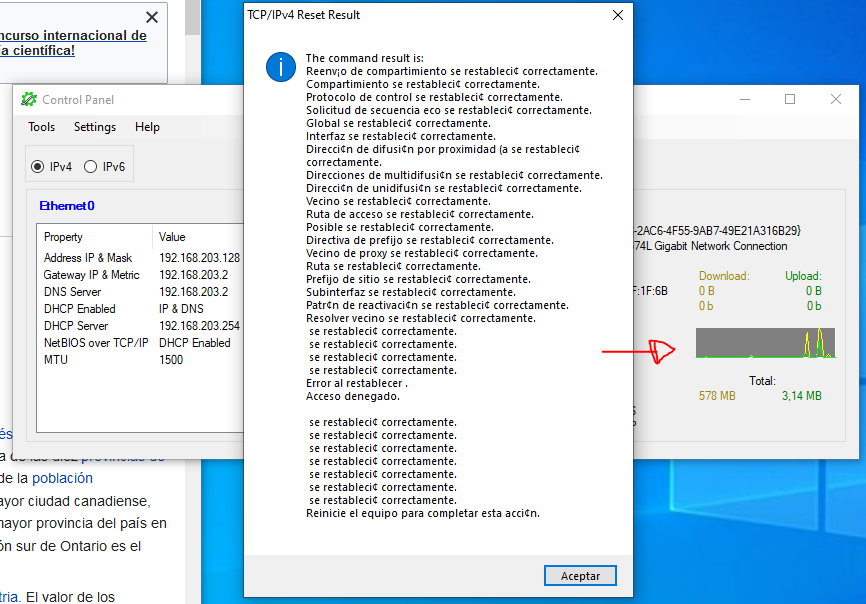 ncurso internacional de
ía científica!
Control Panel
Tools Settings Help
IPv4 IPv6
Ethernet0
Property Value
Address IP & Mask 192.168.203.128
Gateway IP & Metric 192.168.203.2
DNS Server 192.168.203.2
DHCP Enabled IP & DNS
DHCP Server 192.168.203.254
NetBIOS over TCP/IP DHCP Enabled
MTU 1500
TCP/IPv4 Reset Result
The command result is:
Reenv¡o de compartimiento se restableci¢ correctamente.
Compartimiento se restableci¢ correctamente.
Protocolo de control se restableci¢ correctamente.
Solicitud de secuencia eco se restableci¢ correctamente.
Global se restableci¢ correctamente.
Interfaz se restableci¢ correctamente.
Direcci¢n de difusi¢n por proximidad (a se restableci¢
correctamente.
Direcciones de multidifusi¢n se restableci¢ correctamente.
Direcci¢n de unidifusi¢n se restableci¢ correctamente.
Vecino se restableci¢ correctamente.
Ruta de acceso se restableci¢ correctamente.
Posible se restableci¢ correctamente.
Directiva de prefijo se restableci¢ correctamente.
Vecino de proxy se restableci¢ correctamente.
Ruta se restableci¢ correctamente.
Prefijo de sitio se restableci¢ correctamente.
Subinterfaz se restableci¢ correctamente.
Patr¢n de reactivaci¢n se restableci¢ correctamente.
Resolver vecino se restableci¢ correctamente.
se restableci¢ correctamente.
se restableci¢ correctamente.
se restableci¢ correctamente.
se restableci¢ correctamente.
Error al restablecer .
Acceso denegado.
se restableci¢ correctamente.
se restableci¢ correctamente.
se restableci¢ correctamente.
se restableci¢ correctamente.
se restableci¢ correctamente.
se restableci¢ correctamente.
se restableci¢ correctamente.
Reinicie el equipo para completar esta acci¢n.
Aceptar
-2AC6-4F55-9AB7-49E21A316B29}
74L Gigabit Network Connection
F:1F:6B
Download: Upload:
0 B 0 B
0 b 0 b
Total:
578 MB 3,14 MB
és
a de las diez provincias de
de la población
ayor ciudad canadiense,
mayor provincia del país en
ón sur de Ontario es el
tria. El valor de los